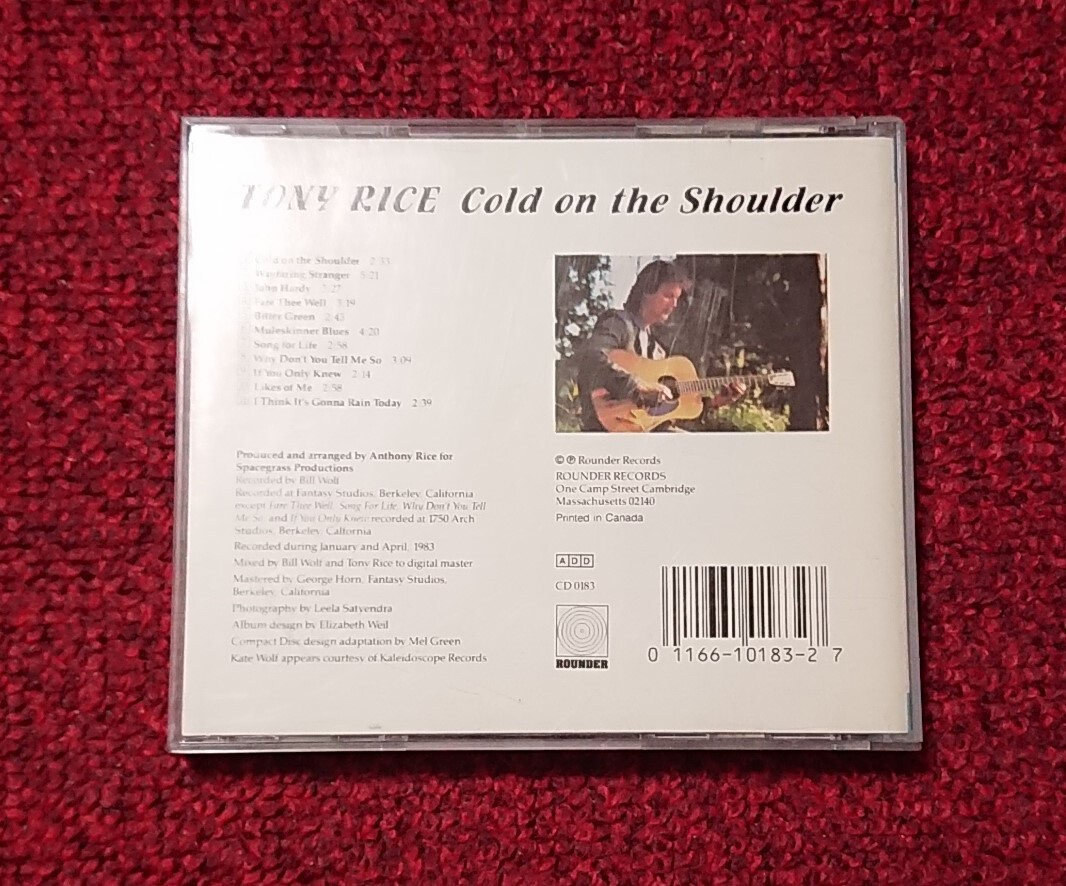 TONY RICE Cold on the Shoulder
Cold on the Shoulder 2:33
Wayfaring Stranger 5:21
John Hardy 3:27
Fare Thee Well 3:19
Bitter Green 2:43
Muleskinner Blues 4:20
Song for Life 2:58
Why Don't You Tell Me So 3:09
If You Only Knew 2:14
Likes of Me 2:58
I Think It's Gonna Rain Today 2:39
Produced and arranged by Anthony Rice for
Spacegrass Productions
Recorded by Bill Wolf
Recorded at Fantasy Studios, Berkeley, California
except Fare Thee Well, Song For Life, Why Don't You Tell
Me So, and If You Only Knew recorded at 1750 Arch
Studios, Berkeley, California
Recorded during January and April, 1983
Mixed by Bill Wolf and Tony Rice to digital master
Mastered by George Horn, Fantasy Studios,
Berkeley, California
Photography by Leela Satyendra
Album design by Elizabeth Weil
Compact Disc design adaptation by Mel Green
Kate Wolf appears courtesy of Kaleidoscope Records
© ℗ Rounder Records
ROUNDER RECORDS
One Camp Street Cambridge
Massachusetts 02140
Printed in Canada
ADD
CD 0183
ROUNDER
0 11661-0183-2 7